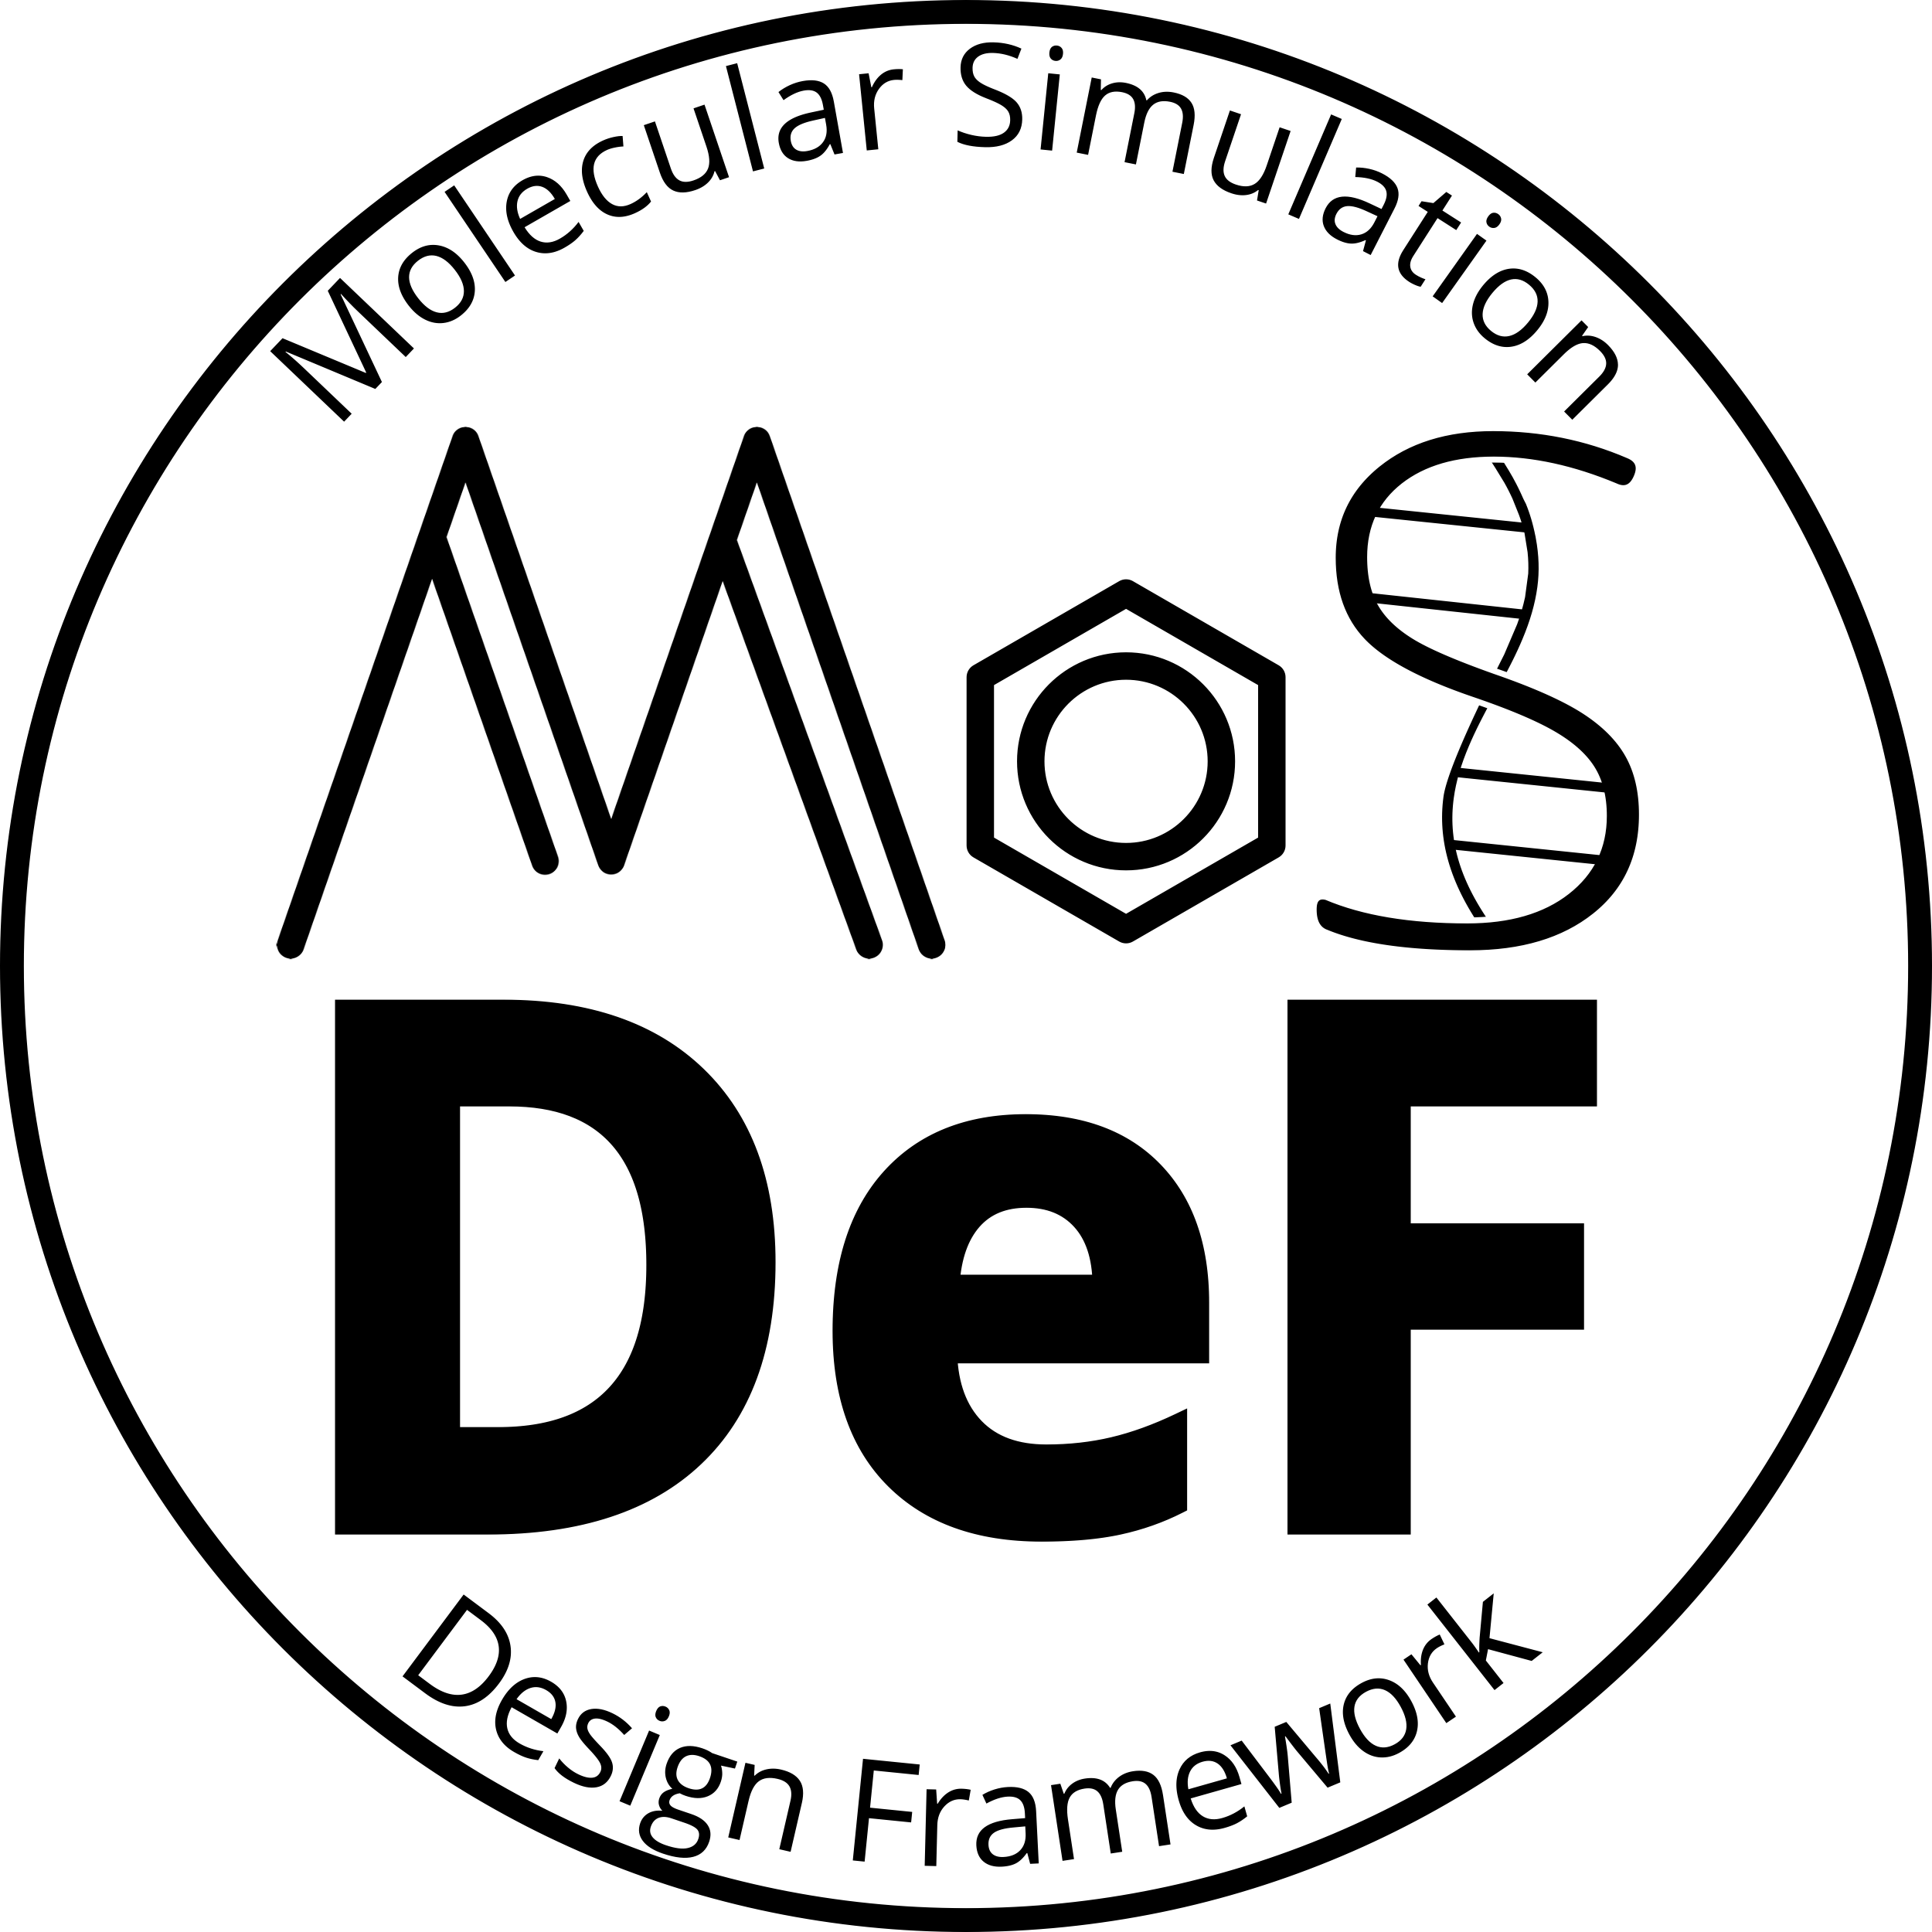 Molecular Simulation
MoS
DeF
Design FrameworK